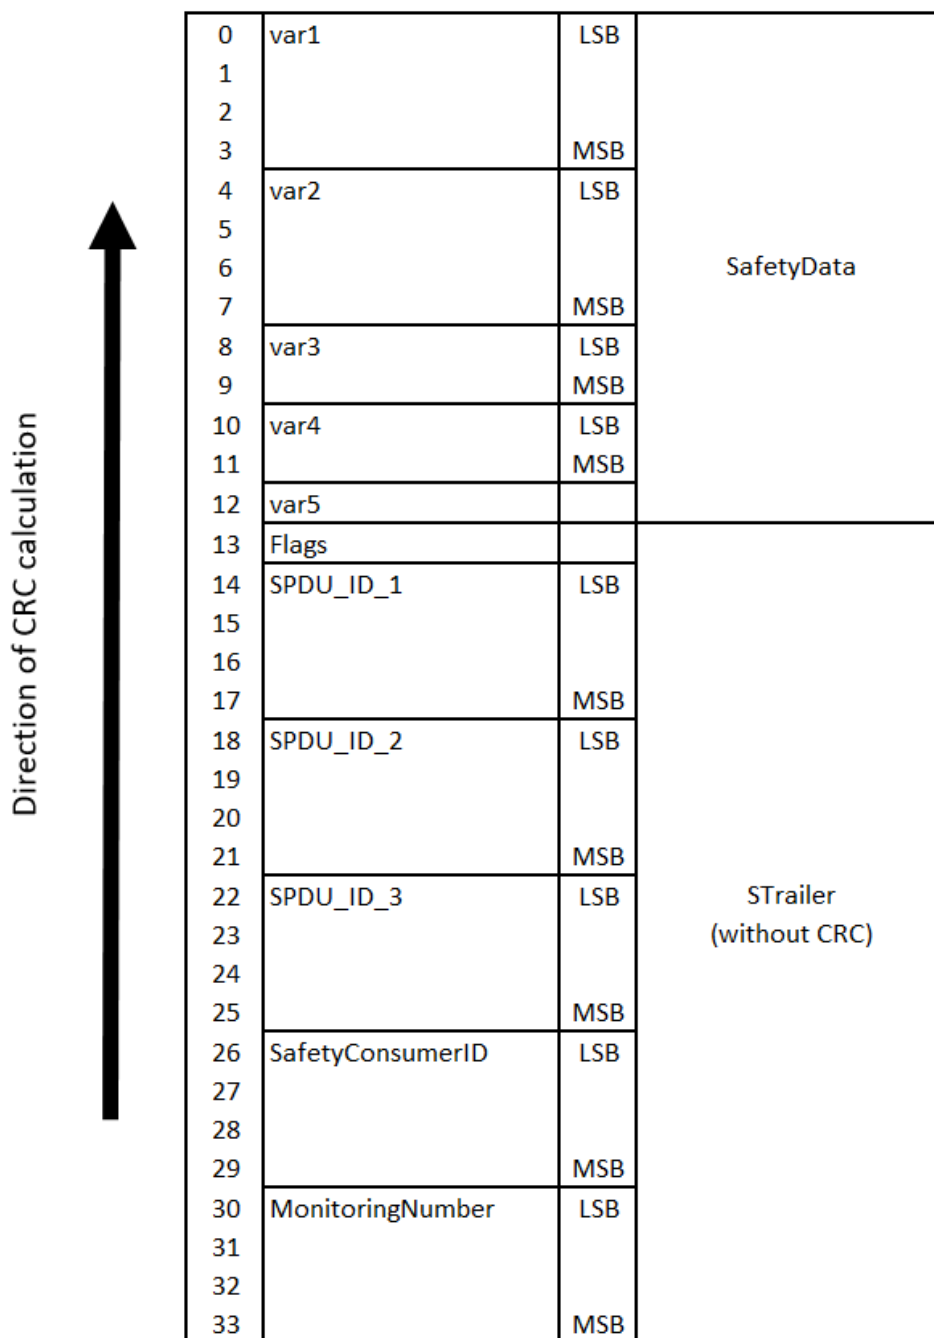 Direction of CRC calculation
0 var1 LSB
1
2
3 MSB
4 var2 LSB
5
6 SafetyData
7 MSB
8 var3 LSB
9 MSB
10 var4 LSB
11 MSB
12 var5
13 Flags
14 SPDU_ID_1 LSB
15
16
17 MSB
18 SPDU_ID_2 LSB
19
20
21 MSB
22 SPDU_ID_3 LSB STrailer
23 (without CRC)
24
25 MSB
26 SafetyConsumerID LSB
27
28
29 MSB
30 MonitoringNumber LSB
31
32
33 MSB